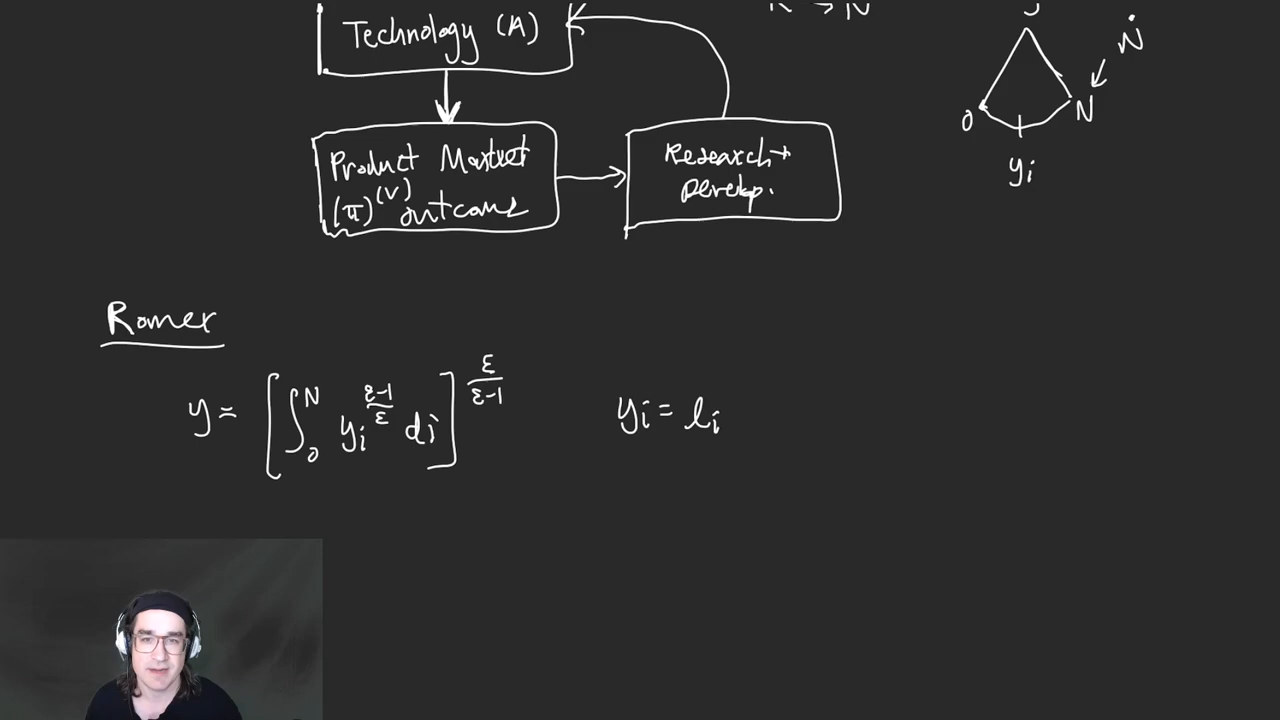 Technology (A)
Product Market
(π)(V) outcome
Research +
Develop.
Ṅ
0
N
yi
Romer
y = [∫₀ᴺ yi^((ε-1)/ε) di]^(ε/(ε-1))
yi = li